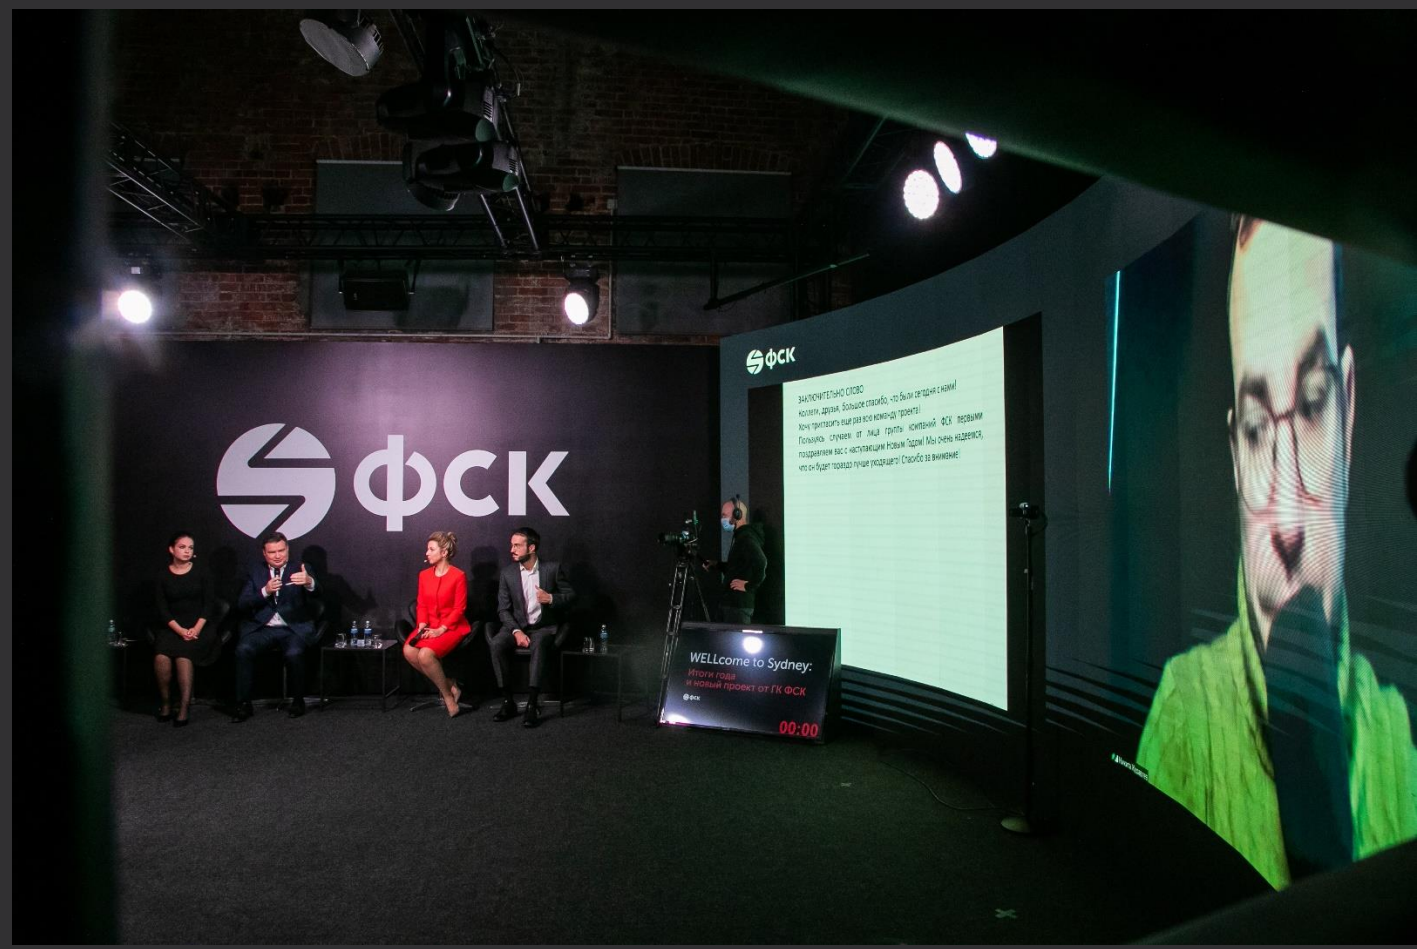 ФСК
ФСК
ЗАКЛЮЧИТЕЛЬНО СЛОВО
Коллеги, друзья, большое спасибо, что были сегодня с нами!
Хочу пригласить еще раз всю команду проекта!
Пользуясь случаем от лица группы компаний ФСК первыми
поздравляем вас с наступающим Новым Годом! Мы очень надеемся,
что он будет гораздо лучше уходящего! Спасибо за внимание!
WELLcome to Sydney:
Итоги года
и новый проект от ГК ФСК
ФСК
00:00